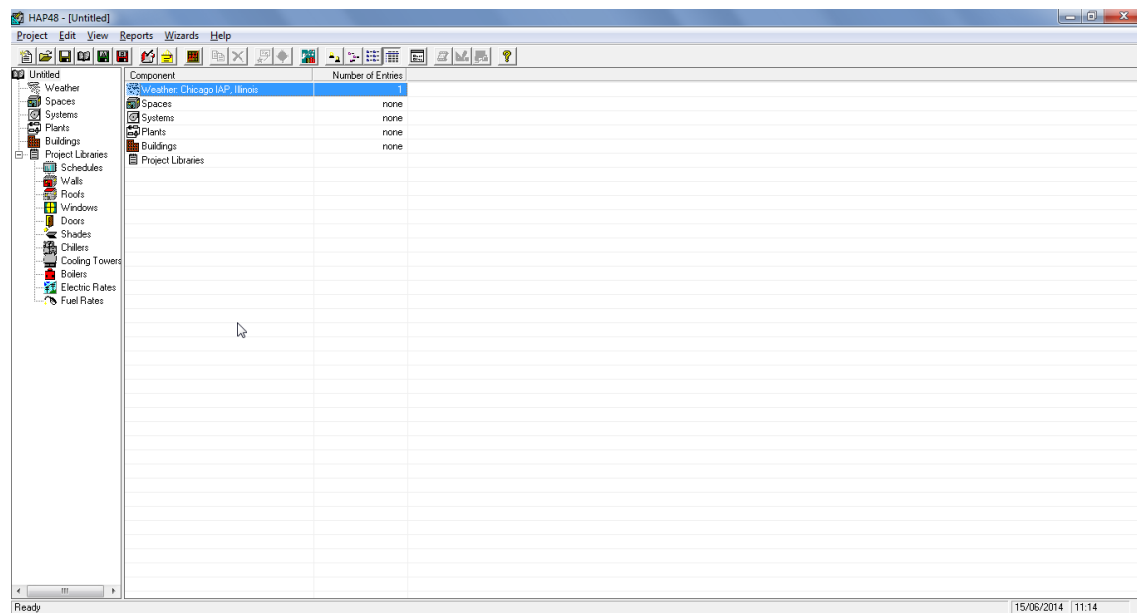 HAP48 - [Untitled]
Project Edit View Reports Wizards Help
Untitled
Weather
Spaces
Systems
Plants
Buildings
Project Libraries
Schedules
Walls
Roofs
Windows
Doors
Shades
Chillers
Cooling Towers
Boilers
Electric Rates
Fuel Rates
Component Number of Entries
Weather: Chicago IAP, Illinois 1
Spaces none
Systems none
Plants none
Buildings none
Project Libraries
Ready 15/06/2014 11:14